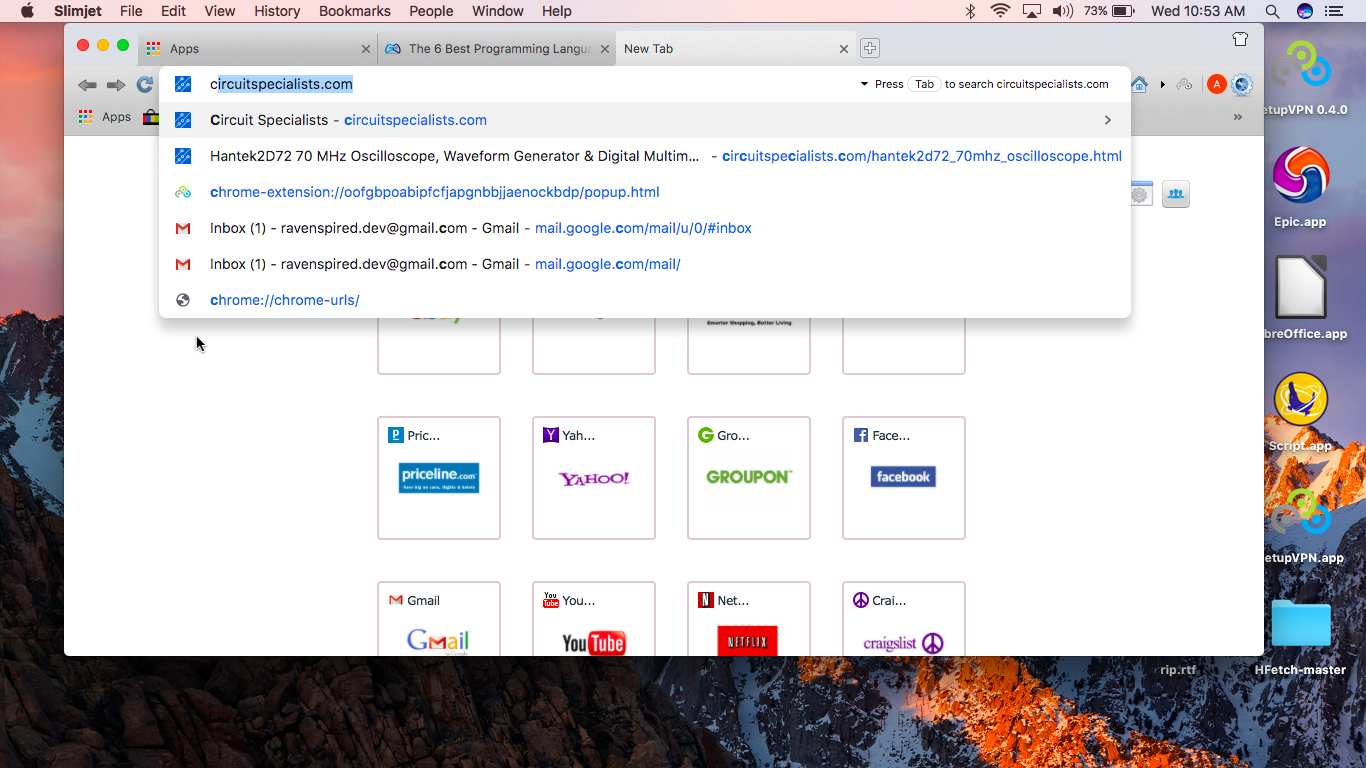 Slimjet File Edit View History Bookmarks People Window Help 73% Wed 10:53 AM
Apps The 6 Best Programming Langu New Tab
circuitspecialists.com Press Tab to search circuitspecialists.com A
Apps »
Circuit Specialists - circuitspecialists.com
Hantek2D72 70 MHz Oscilloscope, Waveform Generator & Digital Multim... - circuitspecialists.com/hantek2d72_70mhz_oscilloscope.html
chrome-extension://oofgbpoabipfcfjapgnbbjjaenockbdp/popup.html
Inbox (1) - ravenspired.dev@gmail.com - Gmail - mail.google.com/mail/u/0/#inbox
Inbox (1) - ravenspired.dev@gmail.com - Gmail - mail.google.com/mail/
chrome://chrome-urls/
Smarter Shopping, Better Living
Pric... Yah... Gro... Face...
priceline.com YAHOO! GROUPON facebook
Gmail You... Net... Crai...
Gmail YouTube NETFLIX craigslist
etupVPN 0.4.0
Epic.app
breOffice.app
Script.app
etupVPN.app
rip.rtf HFetch-master